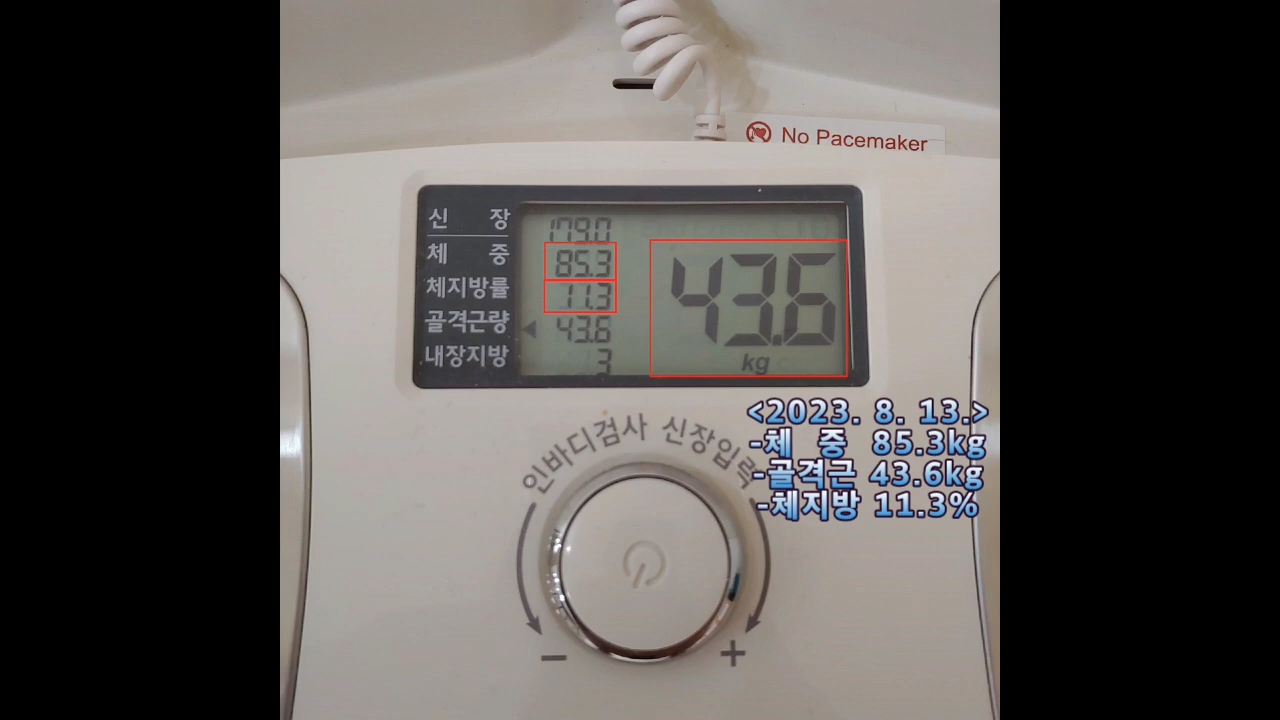 No Pacemaker
신 장 179.0
체 중 85.3
체지방률 11.3
골격근량 43.6
내장지방 3
43.6
kg
인바디검사 신장입력
<2023. 8. 13.>
-체 중 85.3kg
-골격근 43.6kg
-체지방 11.3%
− +